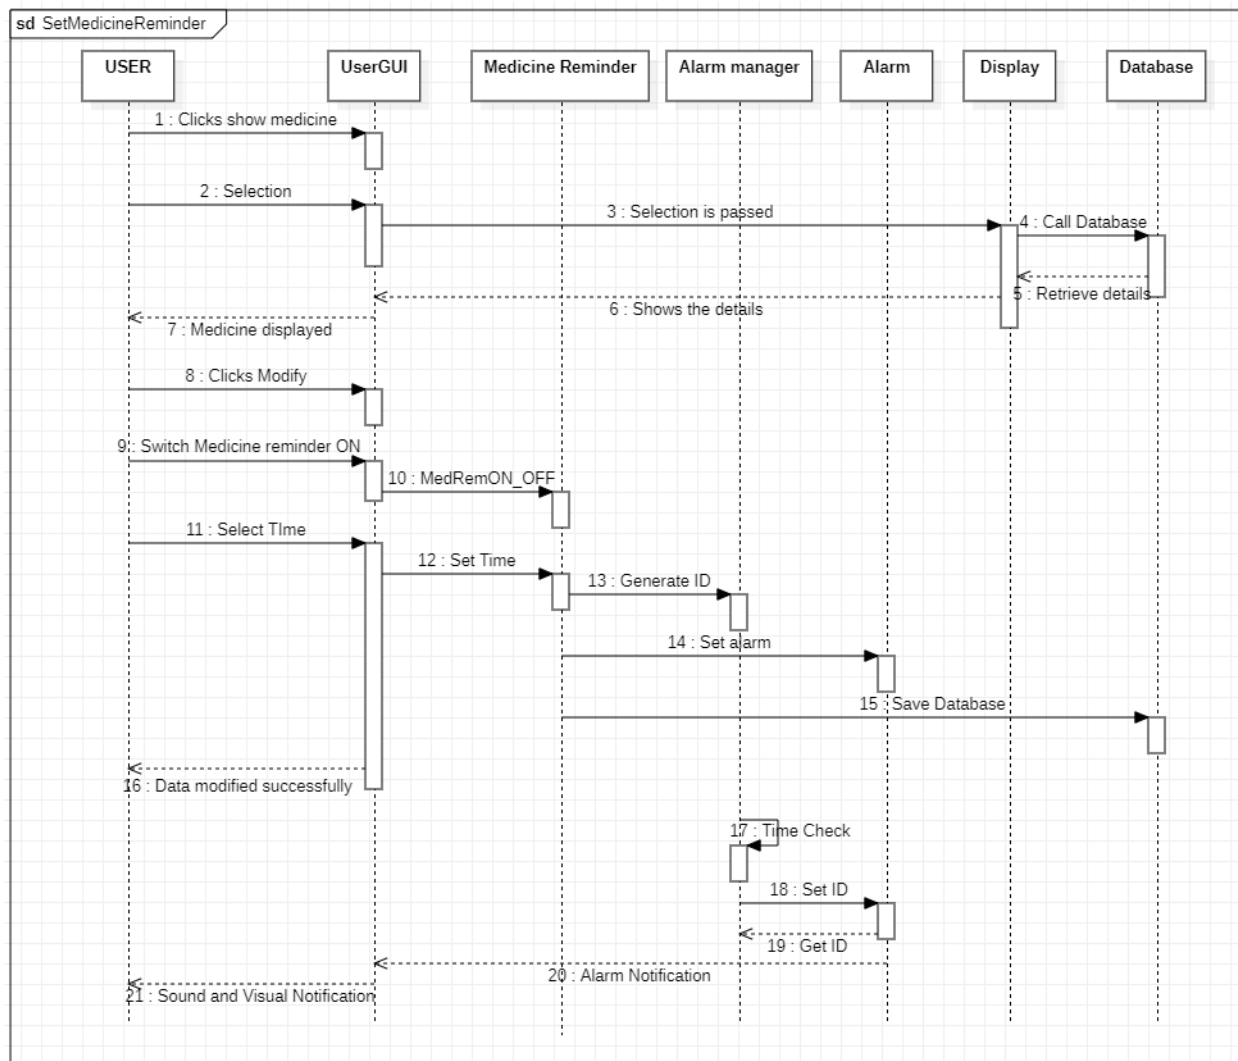 sd SetMedicineReminder
USER
UserGUI
Medicine Reminder
Alarm manager
Alarm
Display
Database
1 : Clicks show medicine
2 : Selection
3 : Selection is passed
4 : Call Database
5 : Retrieve details
6 : Shows the details
7 : Medicine displayed
8 : Clicks Modify
9 : Switch Medicine reminder ON
10 : MedRemON_OFF
11 : Select TIme
12 : Set Time
13 : Generate ID
14 : Set alarm
15 : Save Database
16 : Data modified successfully
17 : Time Check
18 : Set ID
19 : Get ID
20 : Alarm Notification
21 : Sound and Visual Notification